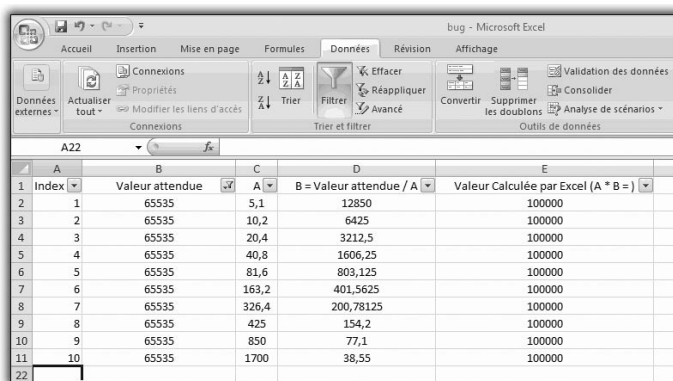 bug - Microsoft Excel
Accueil Insertion Mise en page Formules Données Révision Affichage
Données externes Actualiser tout Connexions Propriétés Modifier les liens d'accès Connexions
Trier Filtrer Effacer Réappliquer Avancé Trier et filtrer
Convertir Supprimer les doublons Validation des données Consolider Analyse de scénarios Outils de données
A22 fx
A B C D E
1 Index Valeur attendue A B = Valeur attendue / A Valeur Calculée par Excel (A * B = )
2 1 65535 5,1 12850 100000
3 2 65535 10,2 6425 100000
4 3 65535 20,4 3212,5 100000
5 4 65535 40,8 1606,25 100000
6 5 65535 81,6 803,125 100000
7 6 65535 163,2 401,5625 100000
8 7 65535 326,4 200,78125 100000
9 8 65535 425 154,2 100000
10 9 65535 850 77,1 100000
11 10 65535 1700 38,55 100000
22